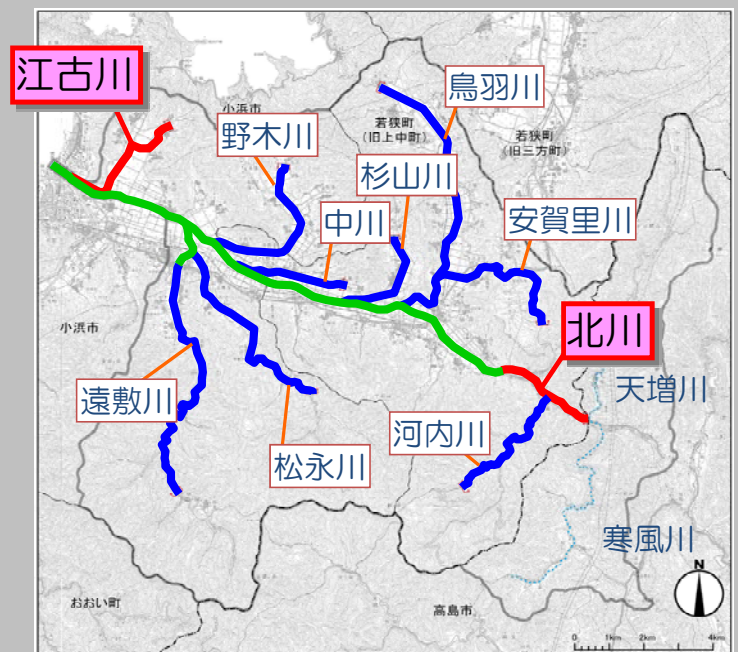 江古川
小浜市
野木川
鳥羽川
若狭町
(旧上中町)
若狭町
(旧三方町)
杉山川
中川
安賀里川
小浜市
北川
天増川
遠敷川
松永川
河内川
寒風川
おおい町
高島市
N
0 1km 2km 4km